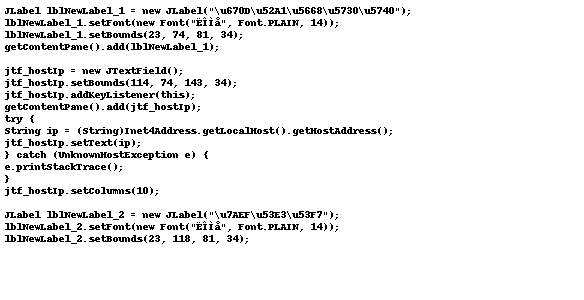 JLabel lblNewLabel_1 = new JLabel("\u670D\u52A1\u5668\u5730\u5740");
lblNewLabel_1.setFont(new Font("ËÎÌå", Font.PLAIN, 14));
lblNewLabel_1.setBounds(23, 74, 81, 34);
getContentPane().add(lblNewLabel_1);

jtf_hostIp = new JTextField();
jtf_hostIp.setBounds(114, 74, 143, 34);
jtf_hostIp.addKeyListener(this);
getContentPane().add(jtf_hostIp);
try {
String ip = (String)Inet4Address.getLocalHost().getHostAddress();
jtf_hostIp.setText(ip);
} catch (UnknownHostException e) {
e.printStackTrace();
}
jtf_hostIp.setColumns(10);

JLabel lblNewLabel_2 = new JLabel("\u7AEF\u53E3\u53F7");
lblNewLabel_2.setFont(new Font("ËÎÌå", Font.PLAIN, 14));
lblNewLabel_2.setBounds(23, 118, 81, 34);